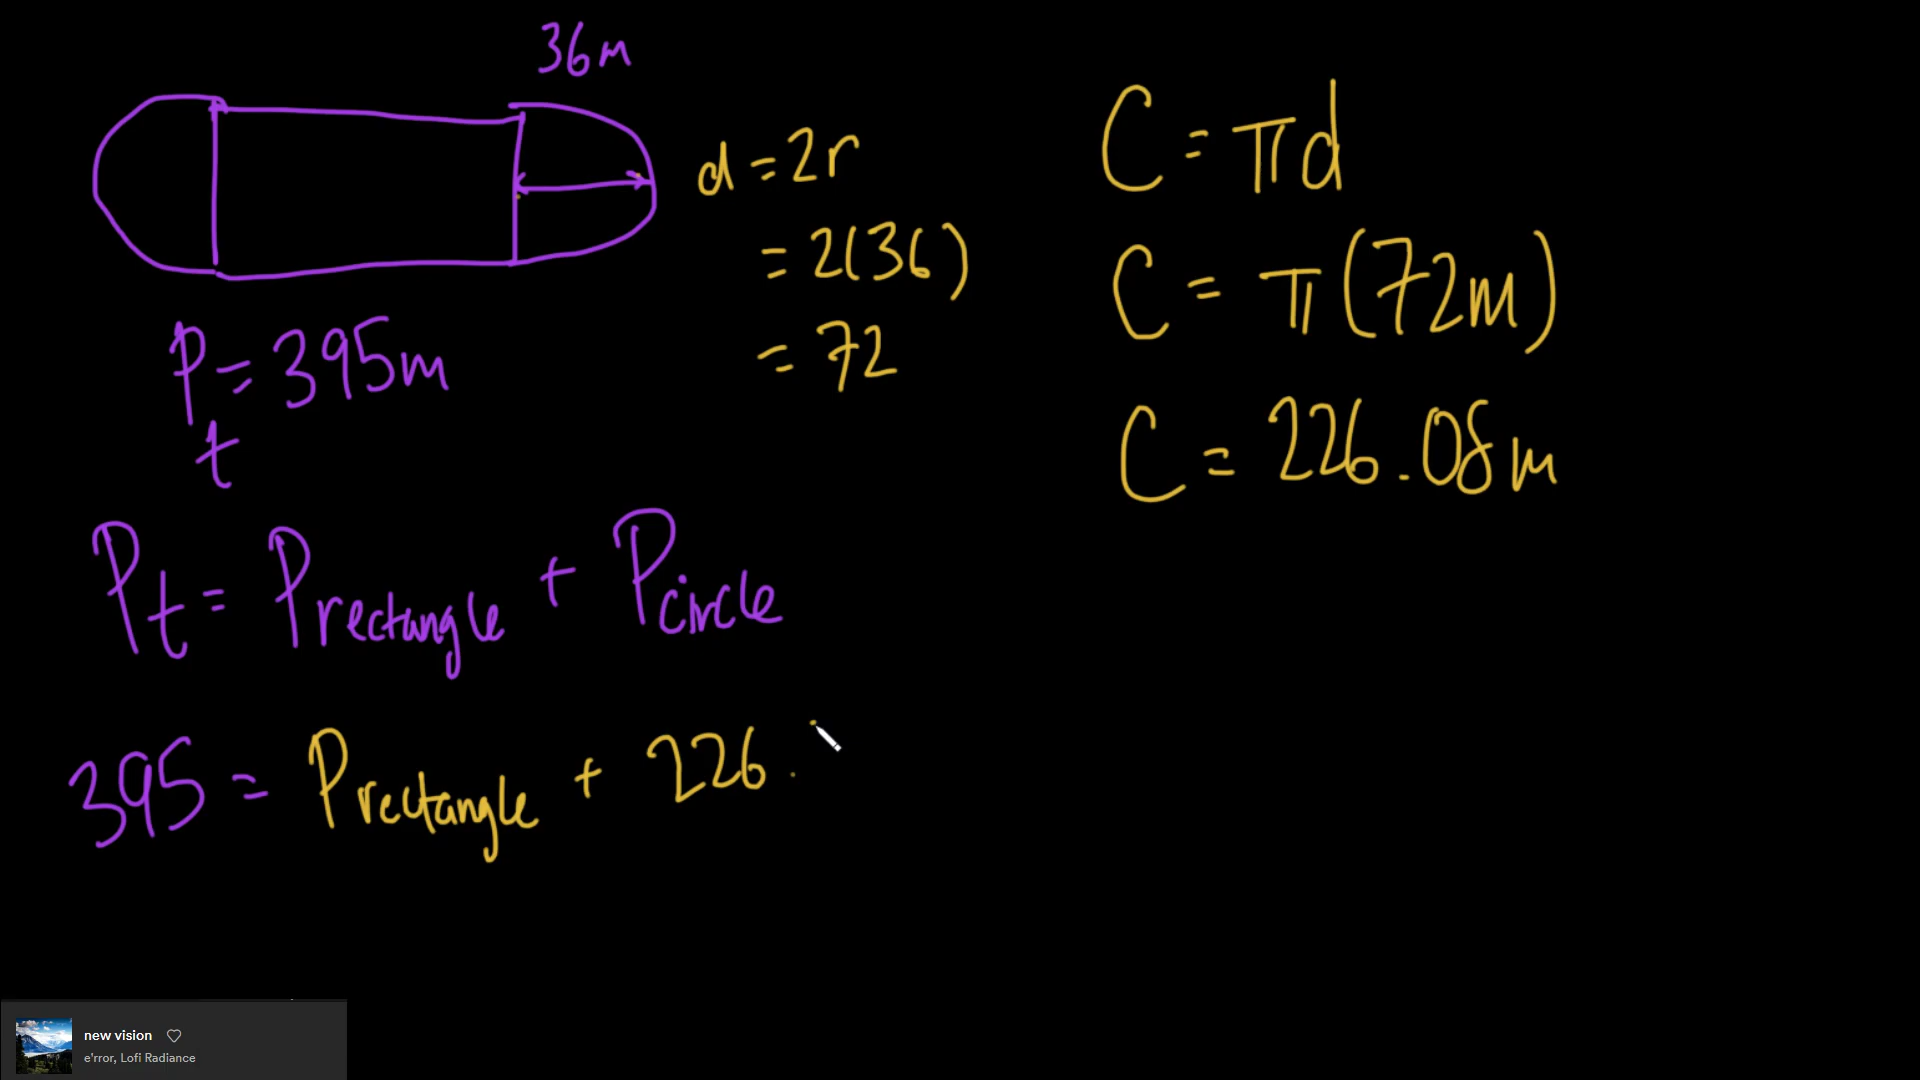 36m
d = 2r
= 2(36)
= 72
P = 395m
t
Pt = Prectangle + Pcircle
395 = Prectangle + 226.
C = πd
C = π(72m)
C = 226.08m
new vision
e'rror, Lofi Radiance